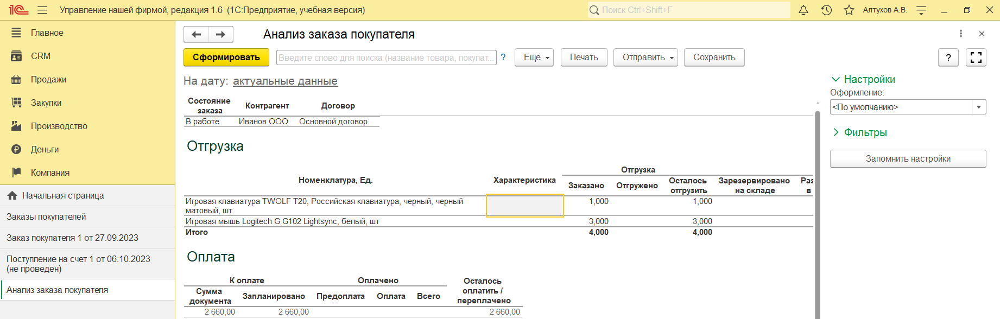 1С Управление нашей фирмой, редакция 1.6 (1С:Предприятие, учебная версия) Поиск Ctrl+Shift+F Алтухов А.В.
Главное
CRM
Продажи
Закупки
Производство
Деньги
Компания
Начальная страница
Заказы покупателей
Заказ покупателя 1 от 27.09.2023
Поступление на счет 1 от 06.10.2023
(не проведен)
Анализ заказа покупателя
Анализ заказа покупателя
Сформировать Введите слово для поиска (название товара, покупат... ? Еще Печать Отправить Сохранить ?
На дату: актуальные данные
Состояние заказа Контрагент Договор
В работе Иванов ООО Основной договор
Отгрузка
Номенклатура, Ед. Характеристика Отгрузка
Заказано Отгружено Осталось отгрузить Зарезервировано на складе Раз в
Игровая клавиатура TWOLF T20, Российская клавиатура, черный, черный 1,000 1,000
матовый, шт
Игровая мышь Logitech G G102 Lightsync, белый, шт 3,000 3,000
Итого 4,000 4,000
Оплата
К оплате Оплачено Осталось оплатить / переплачено
Сумма документа Запланировано Предоплата Оплата Всего
2 660,00 2 660,00 2 660,00
Настройки
Оформление:
<По умолчанию>
Фильтры
Запомнить настройки